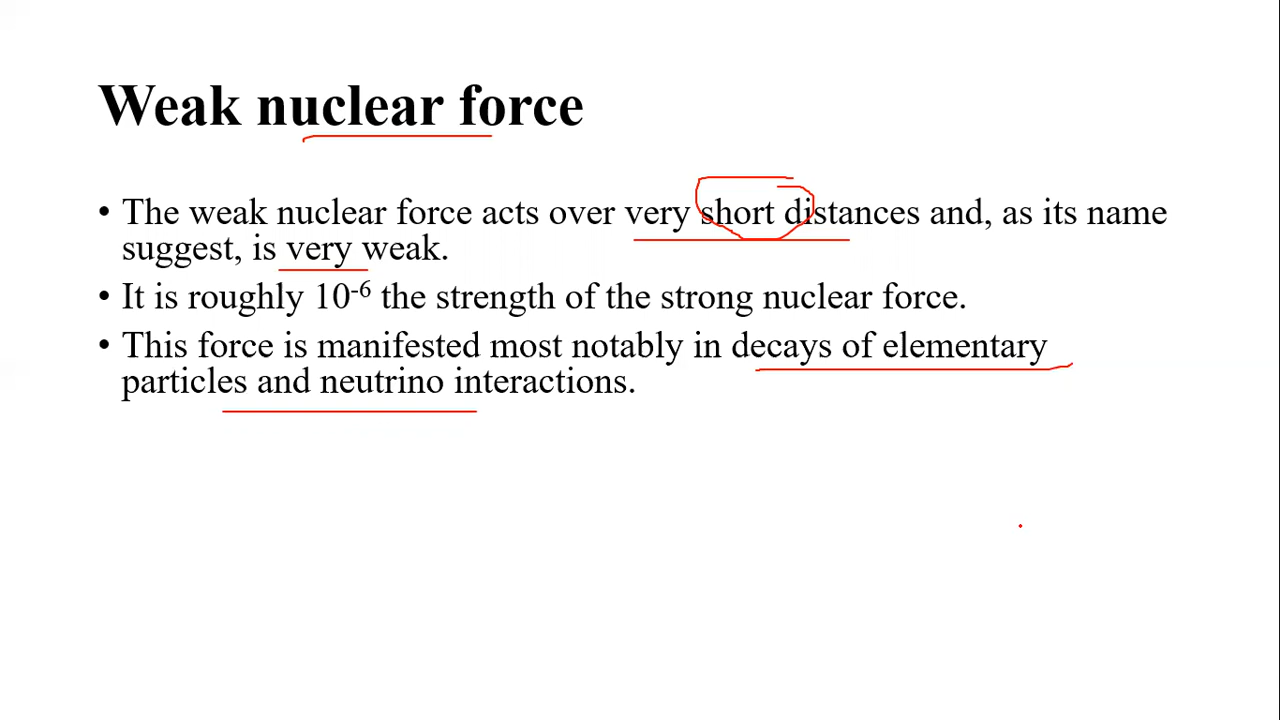 Weak nuclear force
• The weak nuclear force acts over very short distances and, as its name
suggest, is very weak.
• It is roughly 10⁻⁶ the strength of the strong nuclear force.
• This force is manifested most notably in decays of elementary
particles and neutrino interactions.